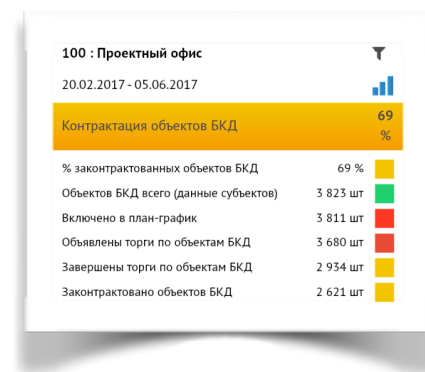 100 : Проектный офис
20.02.2017 - 05.06.2017
Контрактация объектов БКД 69 %
% законтрактованных объектов БКД 69 %
Объектов БКД всего (данные субъектов) 3 823 шт
Включено в план-график 3 811 шт
Объявлены торги по объектам БКД 3 680 шт
Завершены торги по объектам БКД 2 934 шт
Законтрактовано объектов БКД 2 621 шт